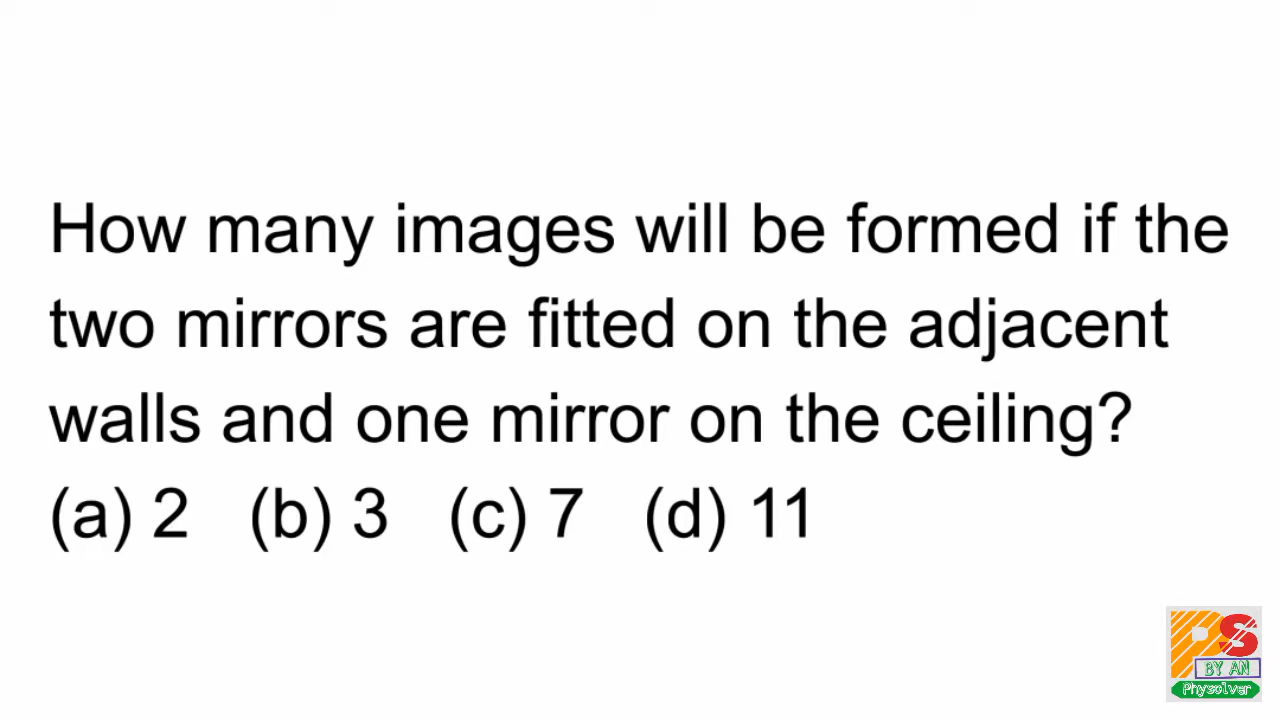 How many images will be formed if the
two mirrors are fitted on the adjacent
walls and one mirror on the ceiling?
(a) 2 (b) 3 (c) 7 (d) 11
PS
BY AN
Physolver